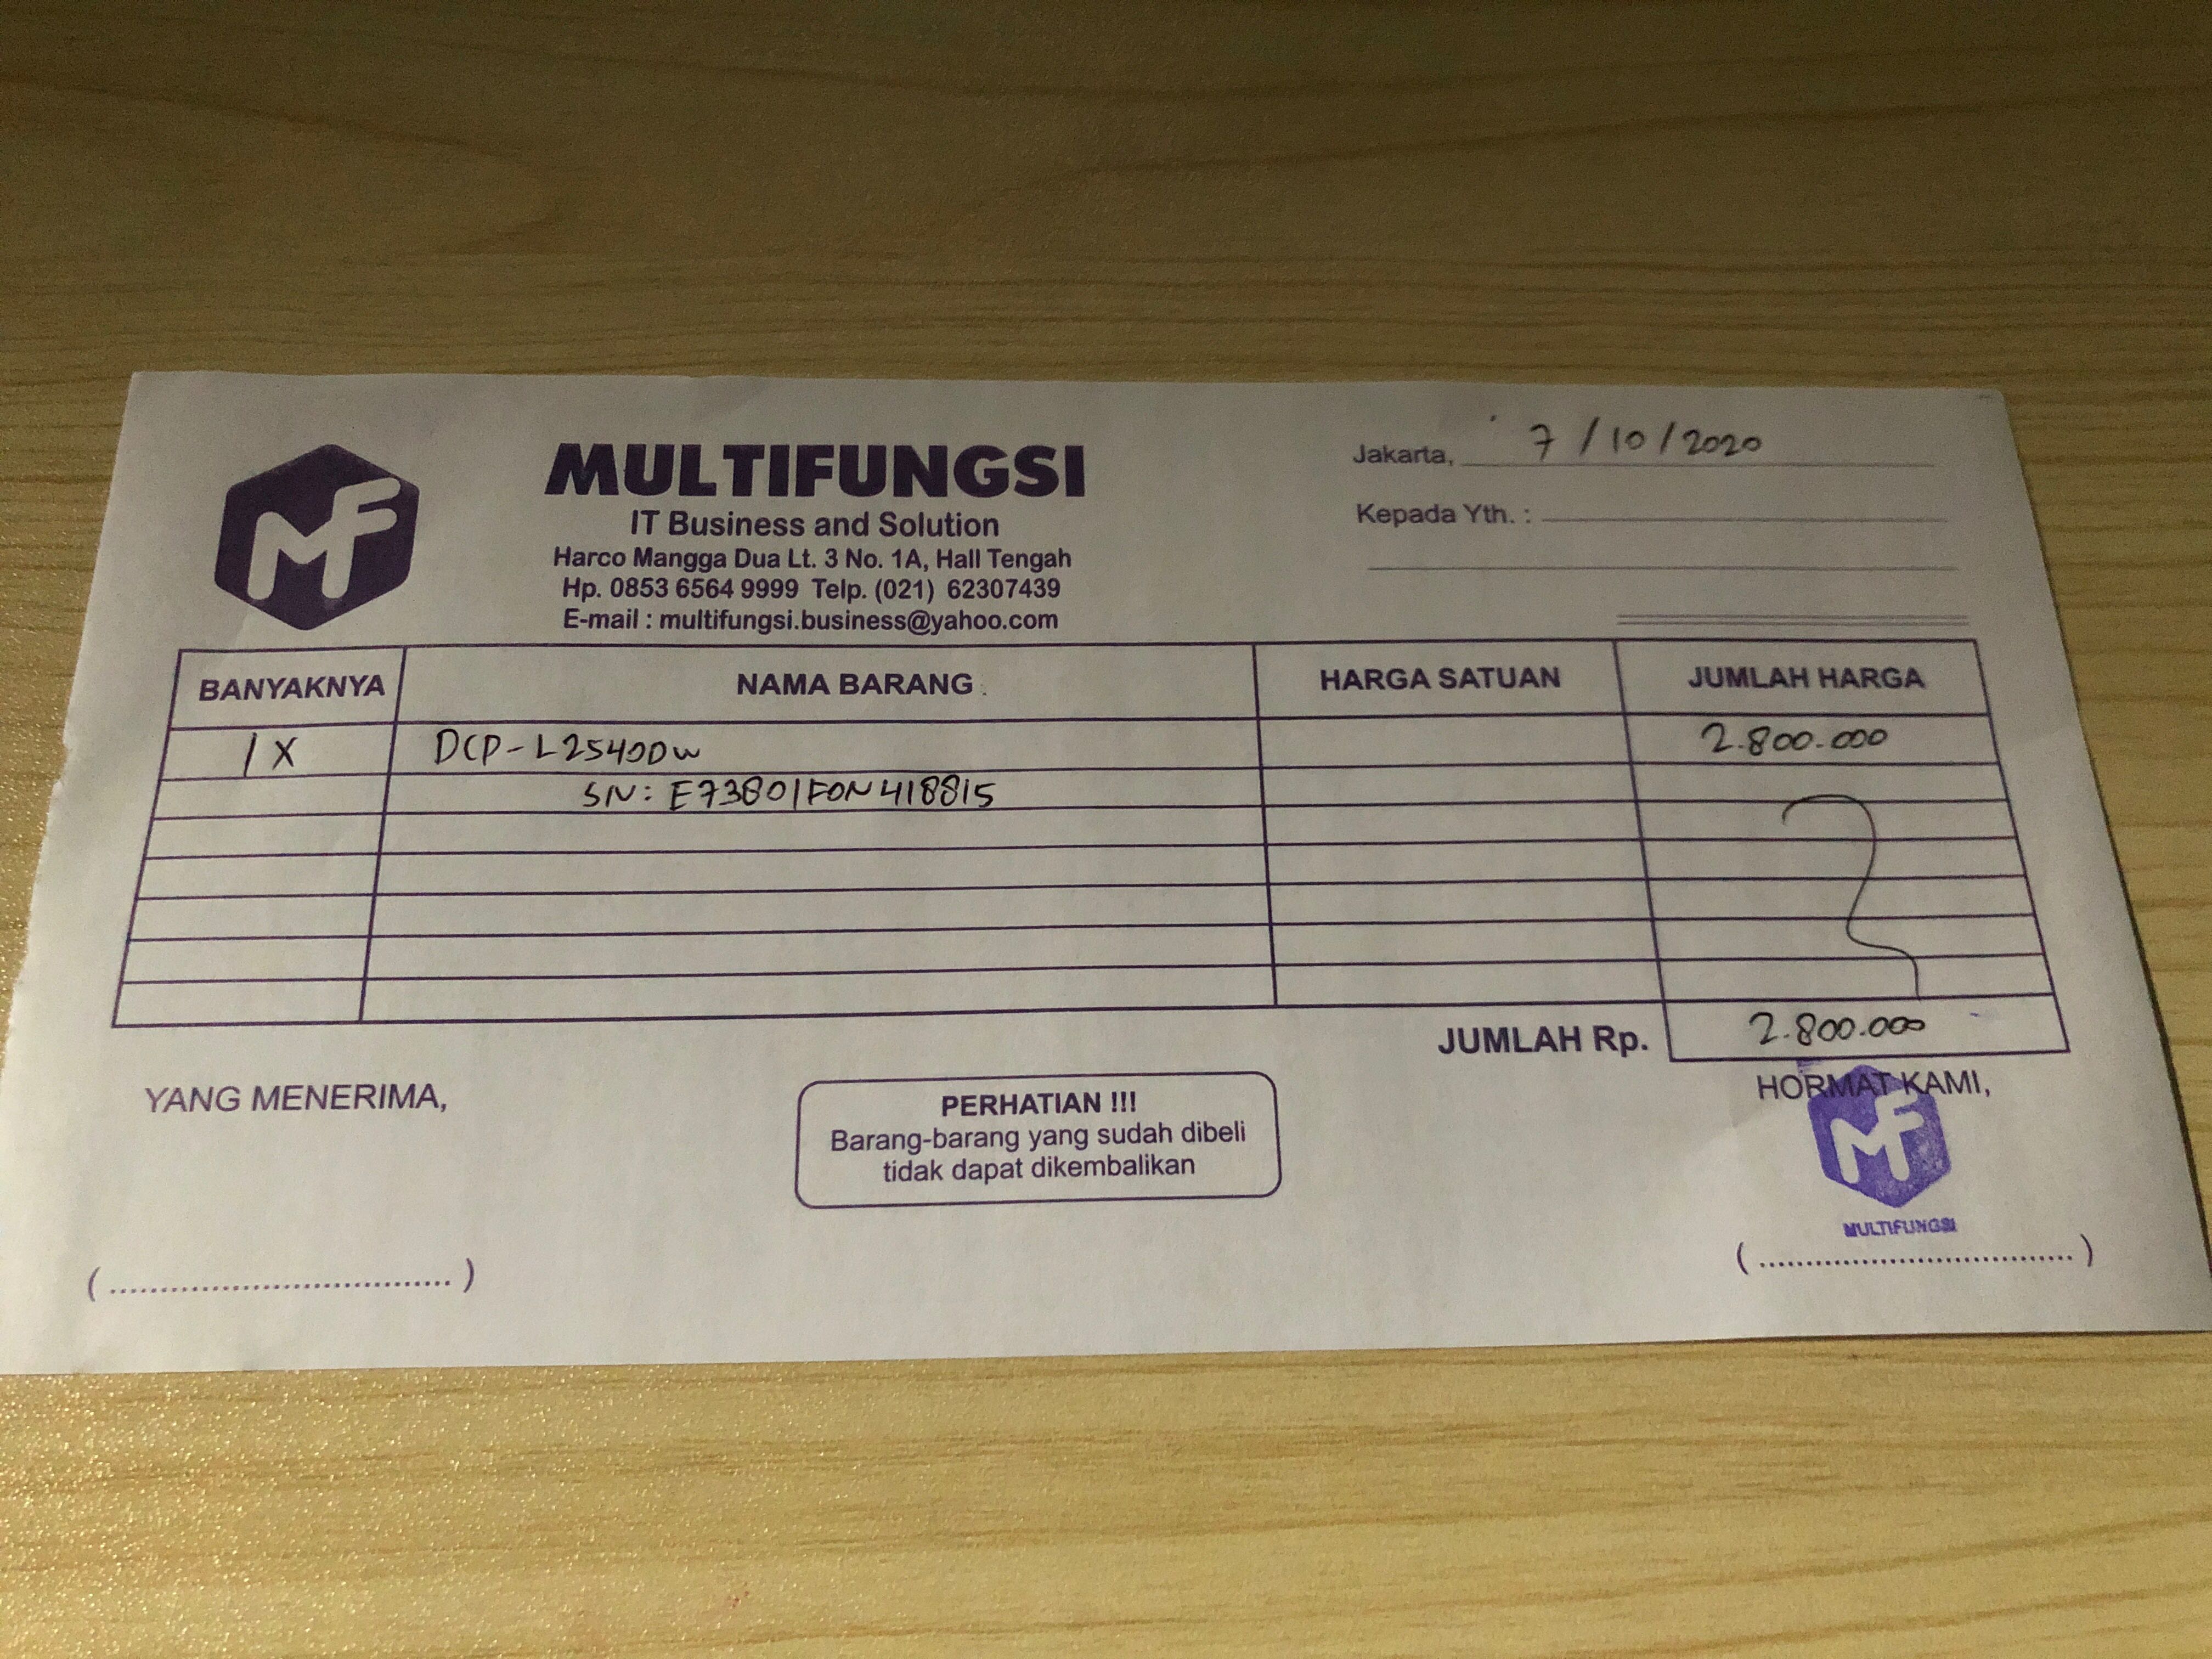 MF
MULTIFUNGSI
IT Business and Solution
Harco Mangga Dua Lt. 3 No. 1A, Hall Tengah
Hp. 0853 6564 9999 Telp. (021) 62307439
E-mail : multifungsi.business@yahoo.com
Jakarta, 7/10/2020
Kepada Yth. :
BANYAKNYA NAMA BARANG HARGA SATUAN JUMLAH HARGA
1X DCP-L2540DW 2.800.000
SN: E73801F0N418815
JUMLAH Rp. 2.800.000
YANG MENERIMA,
PERHATIAN !!!
Barang-barang yang sudah dibeli
tidak dapat dikembalikan
HORMAT KAMI,
MF
MULTIFUNGSI
(................................) (................................)